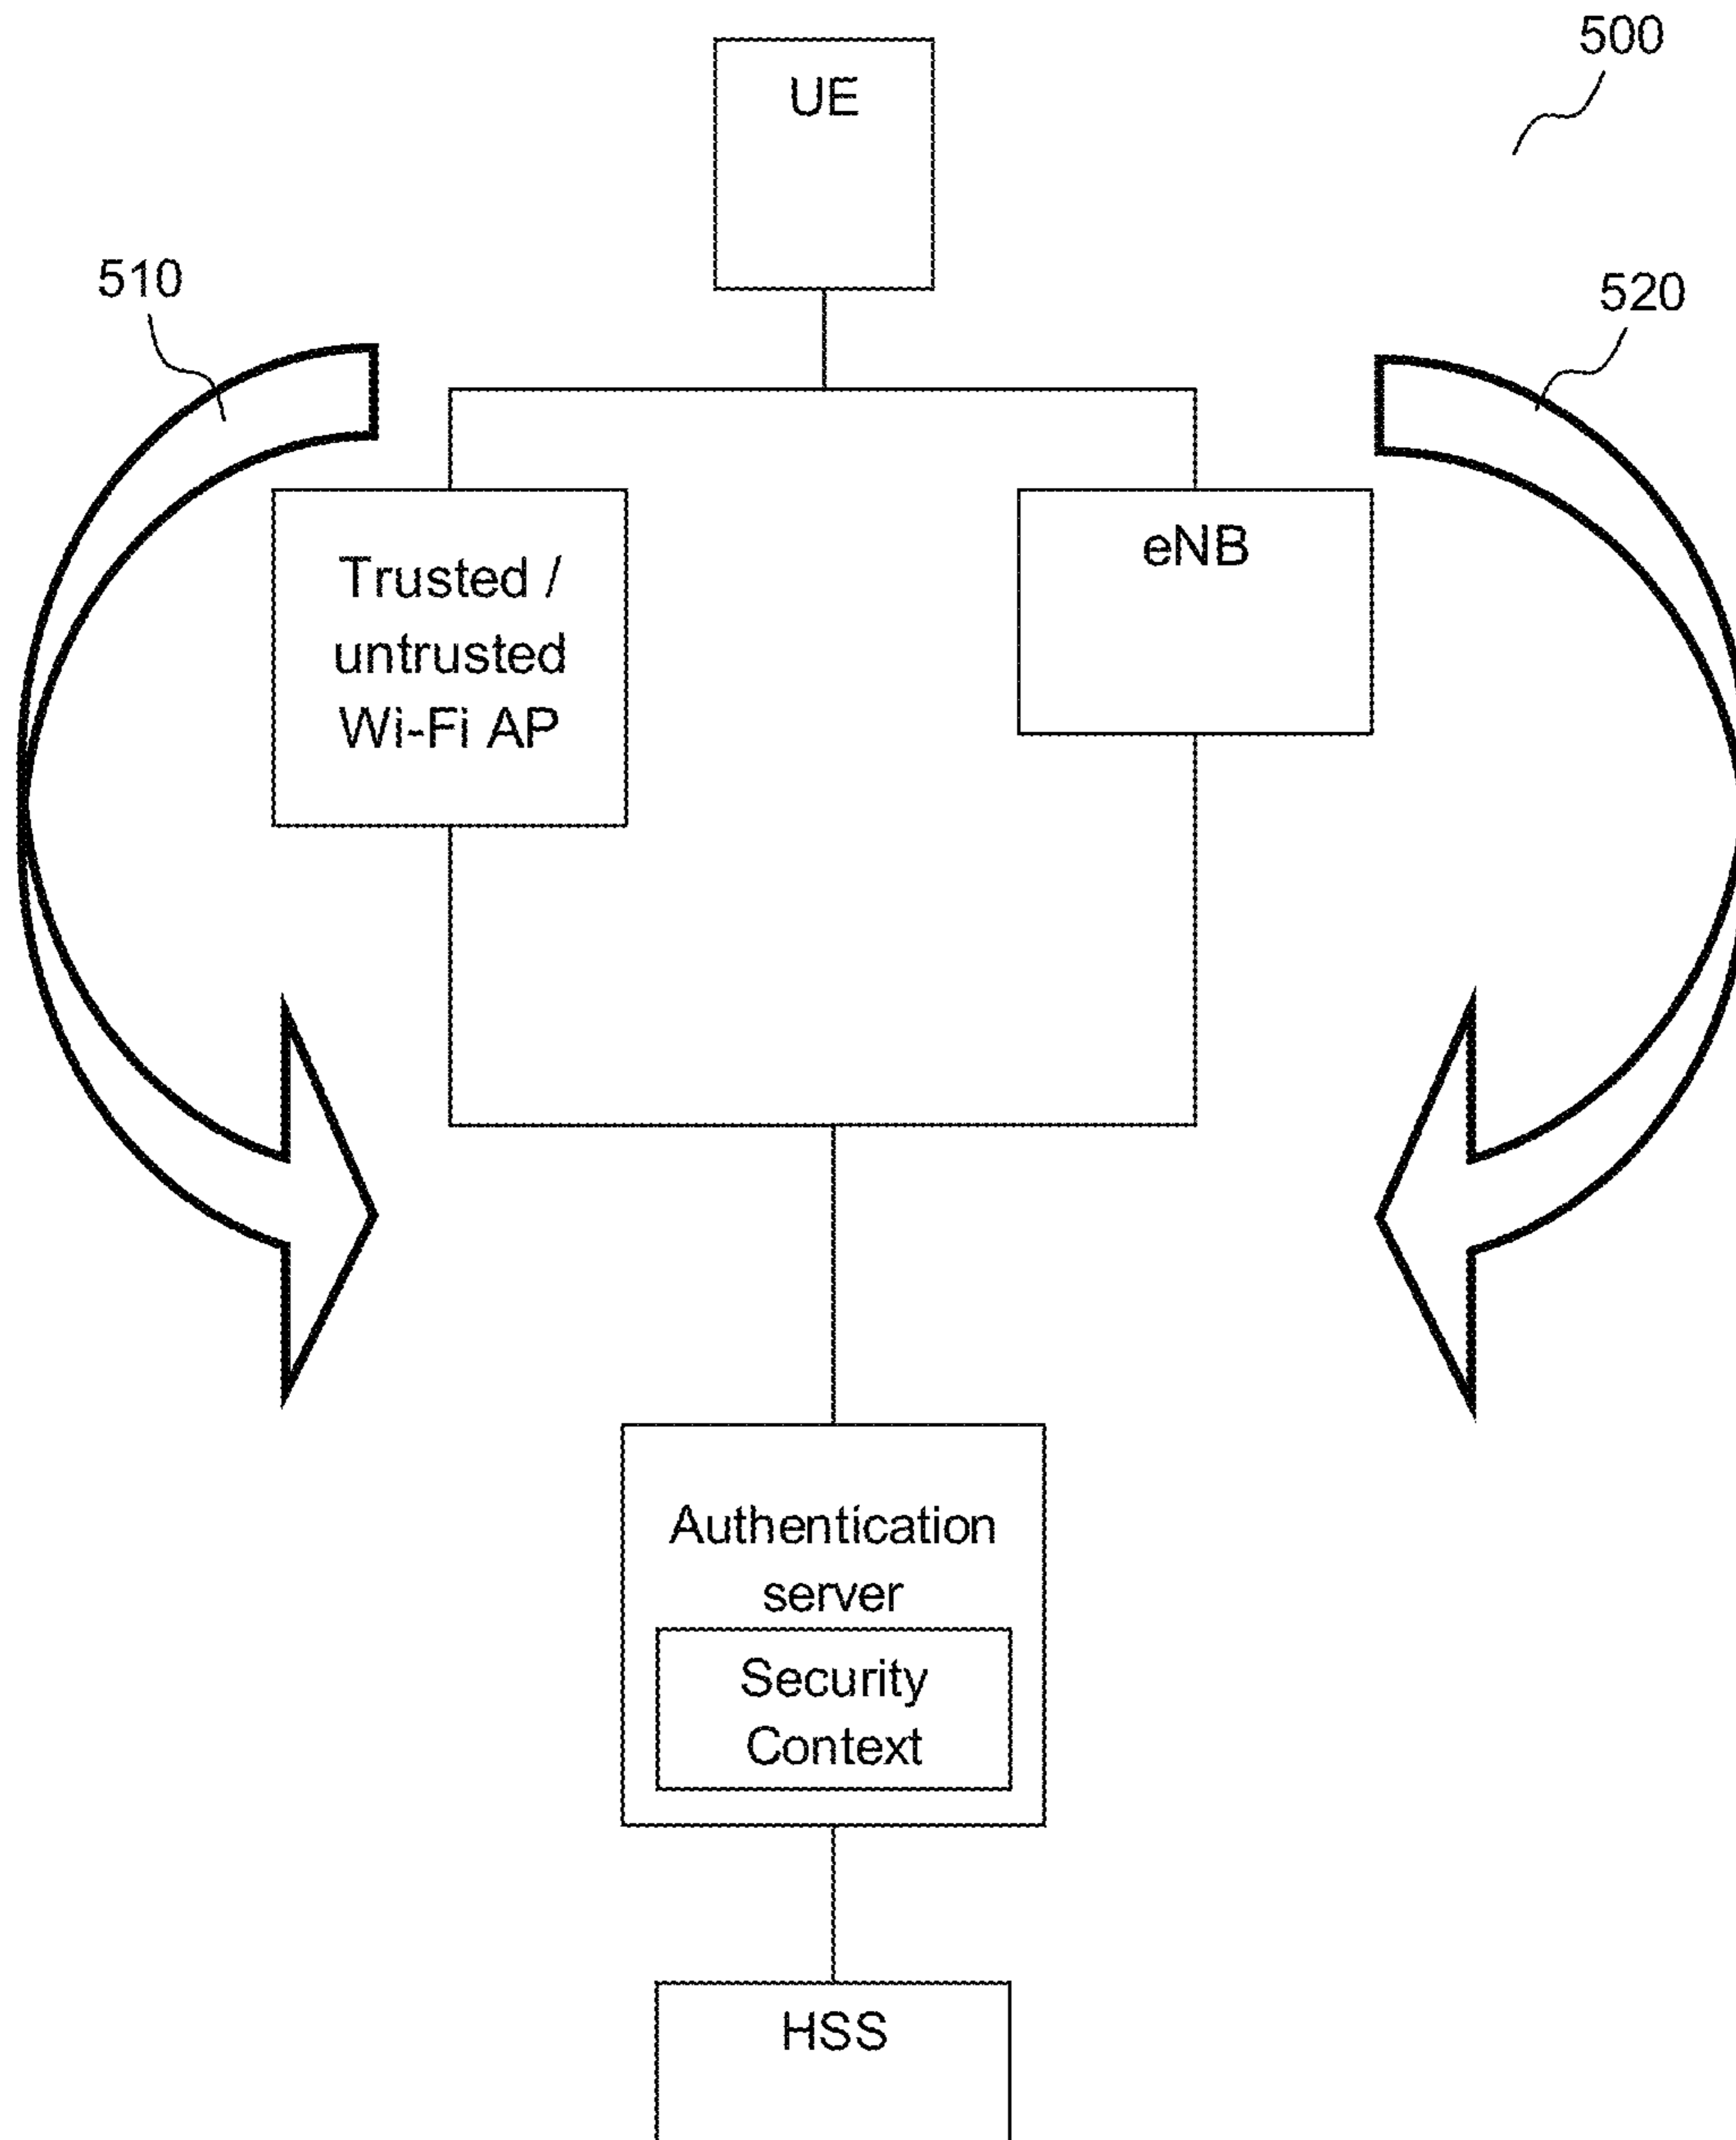 500
UE
510
520
Trusted /
untrusted
Wi-Fi AP
eNB
Authentication
server
Security
Context
HSS